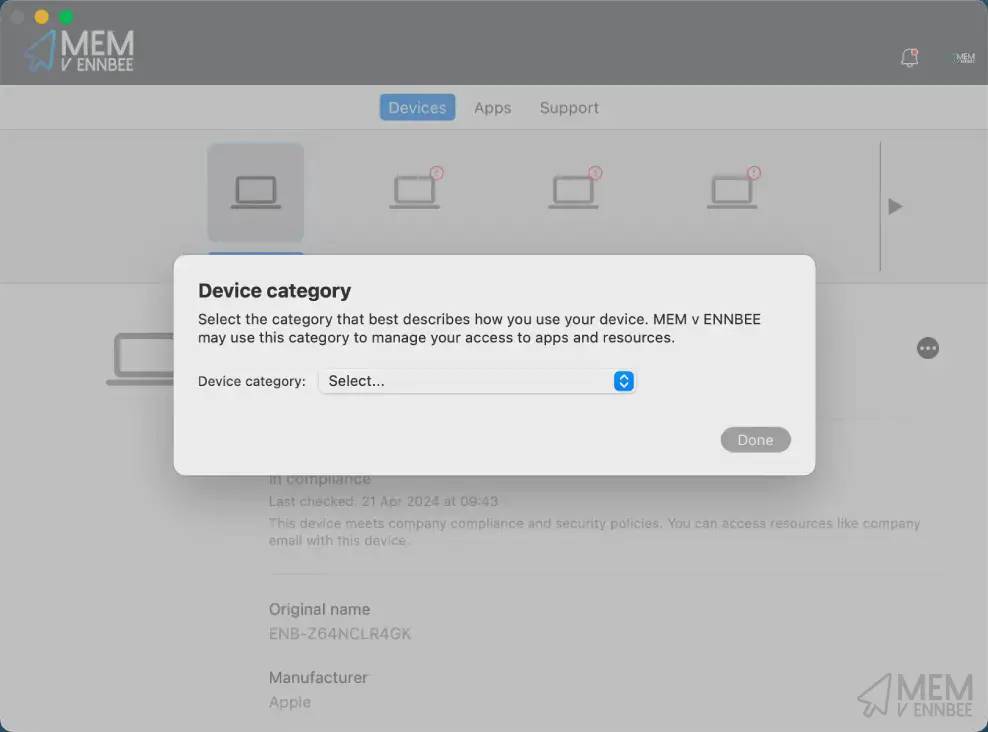 MEM
V ENNBEE
MEM
Devices
Apps
Support
Device category
Select the category that best describes how you use your device. MEM v ENNBEE
may use this category to manage your access to apps and resources.
Device category:
Select...
Done
In compliance
Last checked: 21 Apr 2024 at 09:43
This device meets company compliance and security policies. You can access resources like company
email with this device.
Original name
ENB-Z64NCLR4GK
Manufacturer
Apple
MEM
V ENNBEE